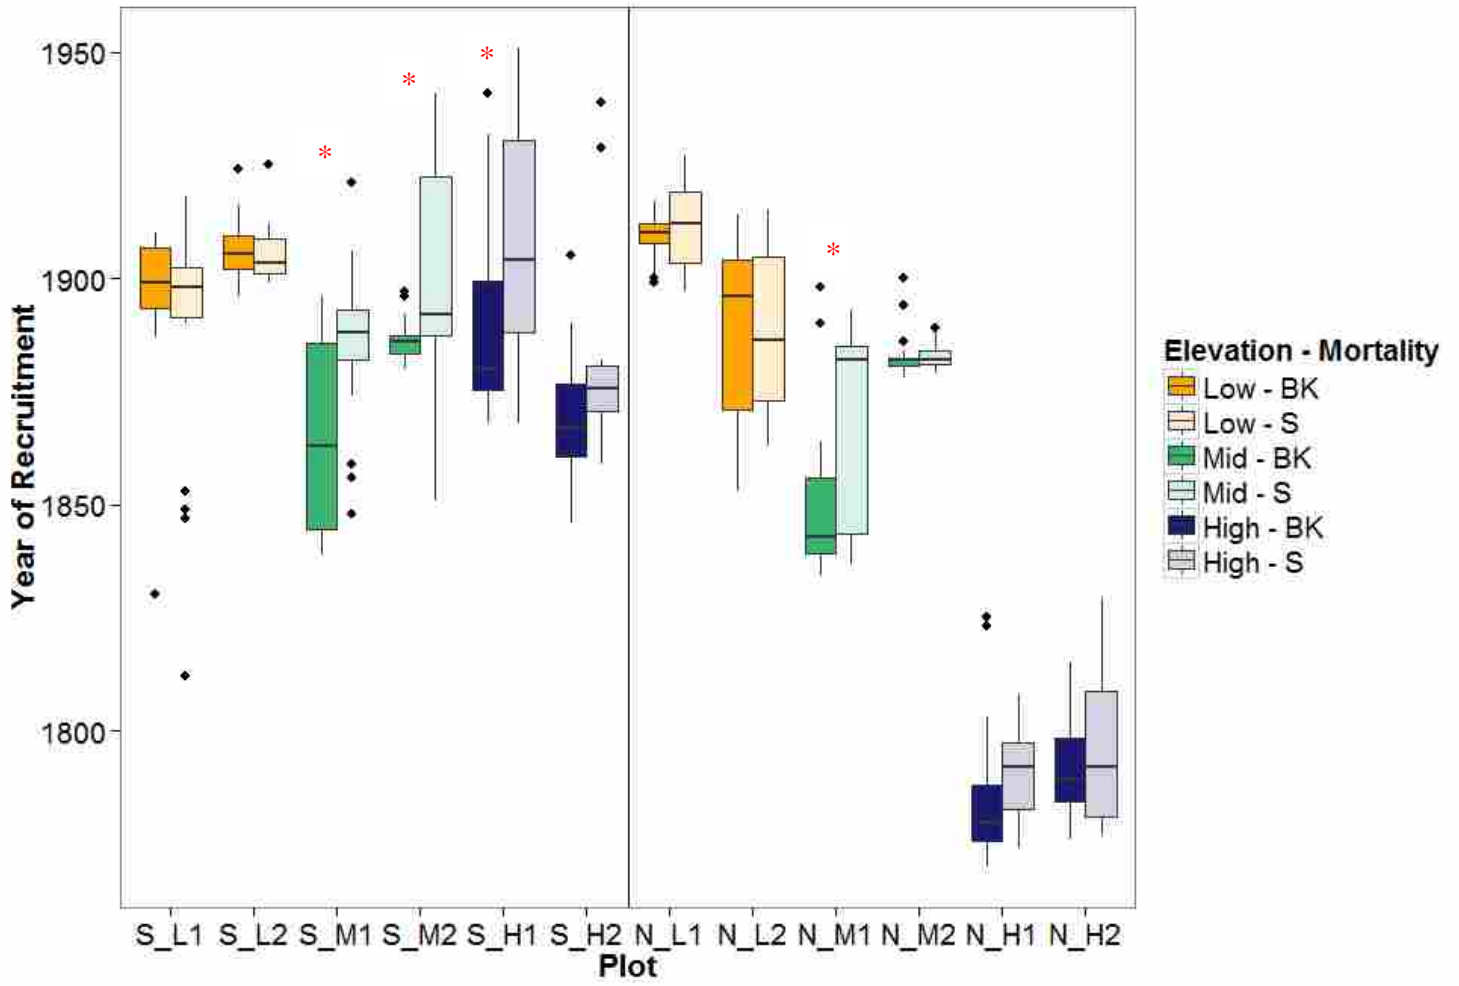 1950
1900
1850
1800
Year of Recruitment
*
*
*
*
S_L1 S_L2 S_M1 S_M2 S_H1 S_H2 N_L1 N_L2 N_M1 N_M2 N_H1 N_H2
Plot
Elevation - Mortality
Low - BK
Low - S
Mid - BK
Mid - S
High - BK
High - S